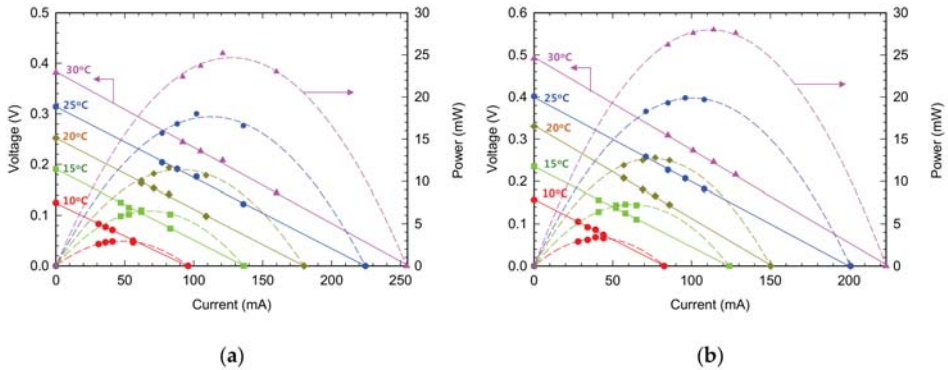 0.5
0.4
0.3
0.2
0.1
0.0
Voltage (V)
30
25
20
15
10
5
0
Power (mW)
30°C
25°C
20°C
15°C
10°C
0
50
100
150
200
250
Current (mA)
(a)
0.6
0.5
0.4
0.3
0.2
0.1
0.0
Voltage (V)
30
25
20
15
10
5
0
Power (mW)
30°C
25°C
20°C
15°C
10°C
0
50
100
150
200
Current (mA)
(b)